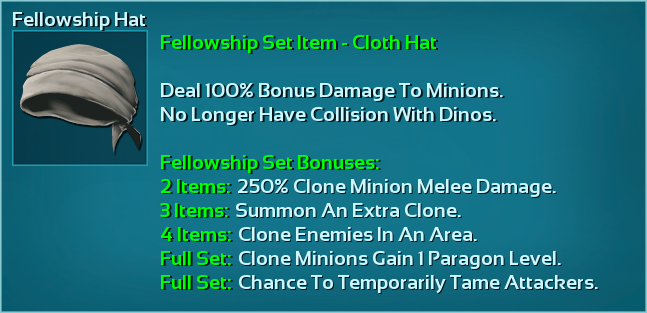 Fellowship Hat
Fellowship Set Item - Cloth Hat
Deal 100% Bonus Damage To Minions.
No Longer Have Collision With Dinos.
Fellowship Set Bonuses:
2 Items: 250% Clone Minion Melee Damage.
3 Items: Summon An Extra Clone.
4 Items: Clone Enemies In An Area.
Full Set: Clone Minions Gain 1 Paragon Level.
Full Set: Chance To Temporarily Tame Attackers.